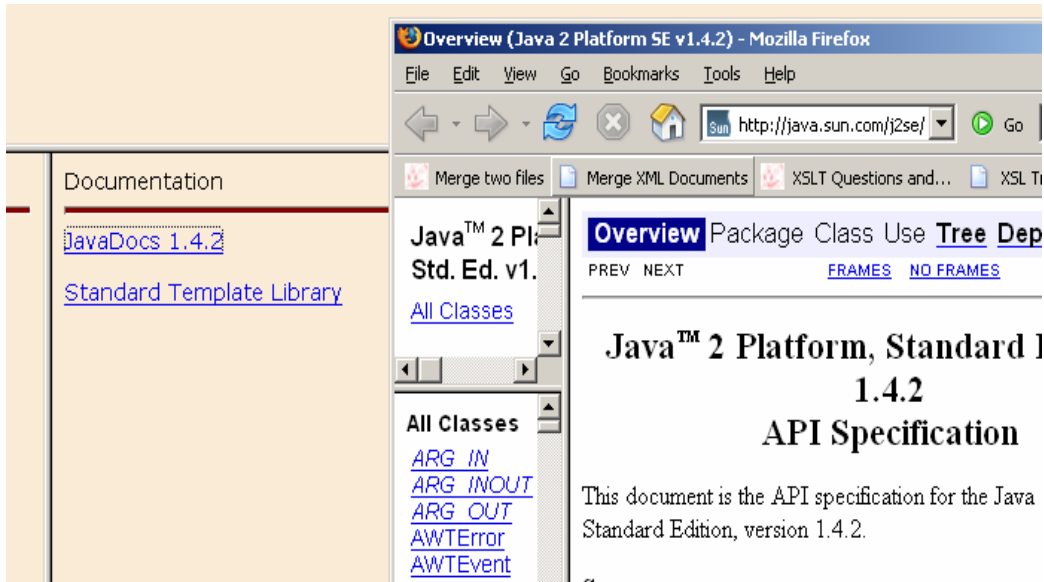 Documentation
JavaDocs 1.4.2
Standard Template Library
Overview (Java 2 Platform SE v1.4.2) - Mozilla Firefox
File Edit View Go Bookmarks Tools Help
Sun http://java.sun.com/j2se/ Go
Merge two files Merge XML Documents XSLT Questions and... XSL
Java™ 2
Std. Ed. v1.
All Classes
All Classes
ARG_IN
ARG_INOUT
ARG_OUT
AWTError
AWTEvent
Overview Package Class Use Tree
PREV NEXT FRAMES NO FRAMES
Java™ 2 Platform, Standard
1.4.2
API Specification
This document is the API specification for the Java
Standard Edition, version 1.4.2.